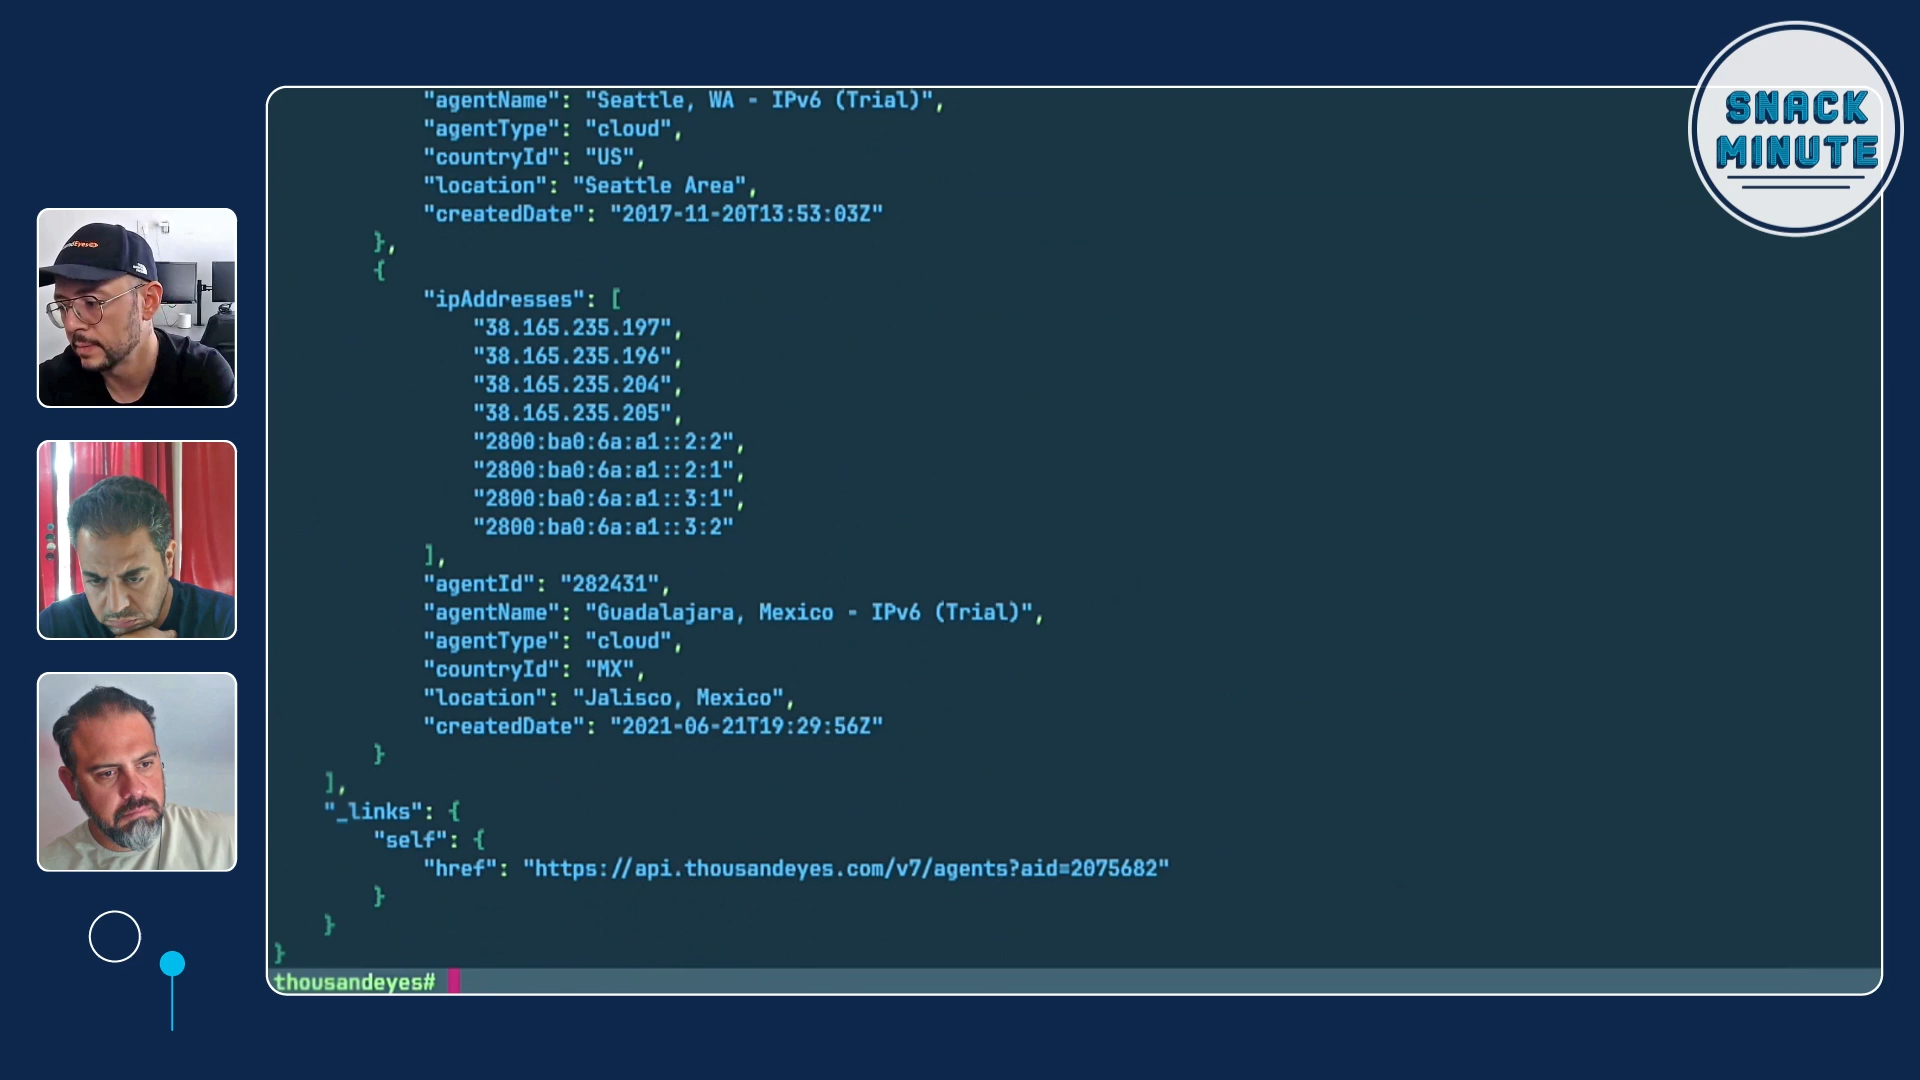 SNACK
MINUTE
"agentName": "Seattle, WA - IPv6 (Trial)",
"agentType": "cloud",
"countryId": "US",
"location": "Seattle Area",
"createdDate": "2017-11-20T13:53:03Z"
},
{
"ipAddresses": [
"38.165.235.197",
"38.165.235.196",
"38.165.235.204",
"38.165.235.205",
"2800:ba0:6a:a1::2:2",
"2800:ba0:6a:a1::2:1",
"2800:ba0:6a:a1::3:1",
"2800:ba0:6a:a1::3:2"
],
"agentId": "282431",
"agentName": "Guadalajara, Mexico - IPv6 (Trial)",
"agentType": "cloud",
"countryId": "MX",
"location": "Jalisco, Mexico",
"createdDate": "2021-06-21T19:29:56Z"
}
],
"_links": {
"self": {
"href": "https://api.thousandeyes.com/v7/agents?aid=2075682"
}
}
}
thousandeyes#